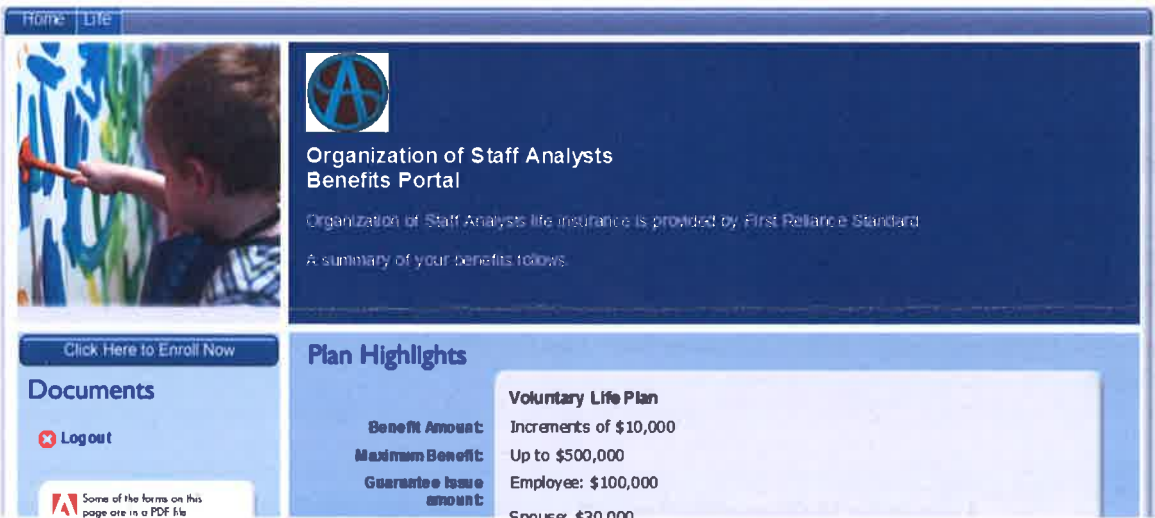 Home Life
Organization of Staff Analysts
Benefits Portal
Organization of Staff Analysts life insurance is provided by First Reliance Standard
A summary of your benefits follows.
Click Here to Enroll Now
Plan Highlights
Documents
Logout
Some of the forms on this
page are in a PDF file
Voluntary Life Plan
Benefit Amount: Increments of $10,000
Maximum Benefit: Up to $500,000
Guarantee Issue
amount: Employee: $100,000
Spouse: $30,000